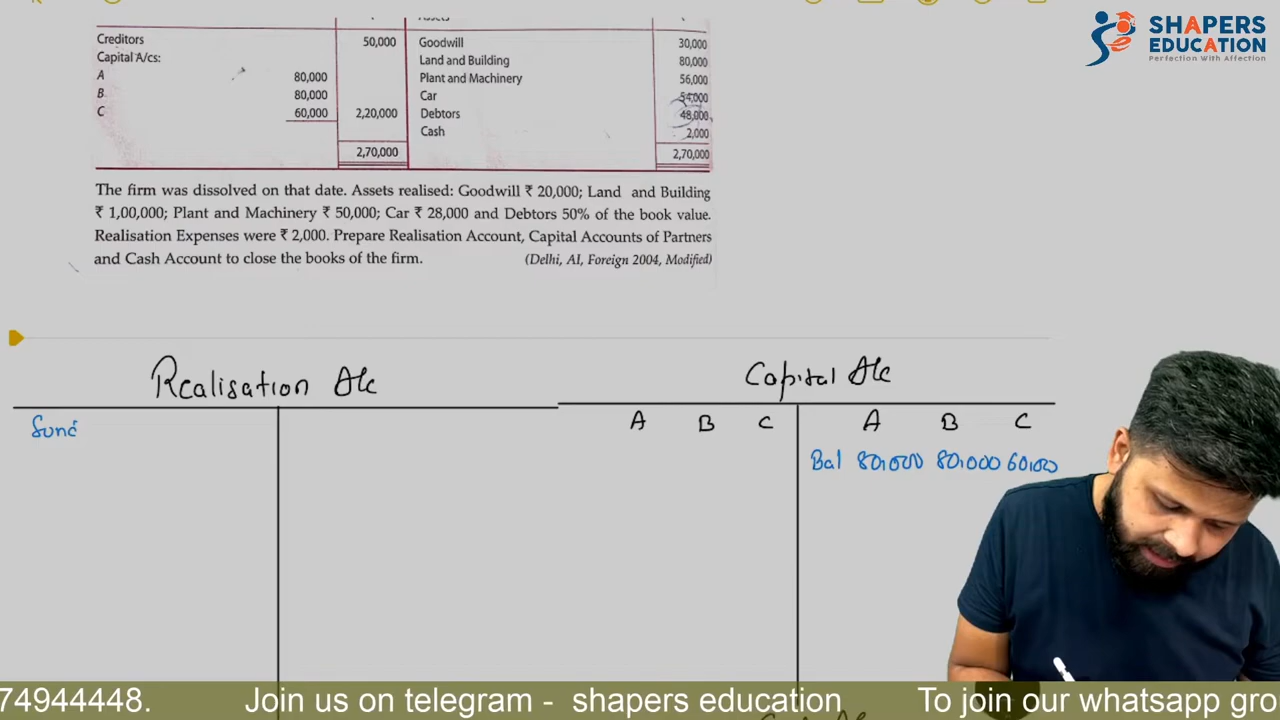 SHAPERS
EDUCATION
Perfection With Affection
Creditors 50,000 Goodwill 30,000
Capital A/cs: Land and Building 80,000
A 80,000 Plant and Machinery 56,000
B 80,000 Car 54,000
C 60,000 2,20,000 Debtors 48,000
Cash 2,000
2,70,000 2,70,000
The firm was dissolved on that date. Assets realised: Goodwill ₹ 20,000; Land and Building
₹ 1,00,000; Plant and Machinery ₹ 50,000; Car ₹ 28,000 and Debtors 50% of the book value.
Realisation Expenses were ₹ 2,000. Prepare Realisation Account, Capital Accounts of Partners
and Cash Account to close the books of the firm. (Delhi, AI, Foreign 2004, Modified)
Realisation A/c
Capital A/c
Sund
A B C A B C
Bal 80,000 80,000 60,000
74944448. Join us on telegram - shapers education To join our whatsapp gro